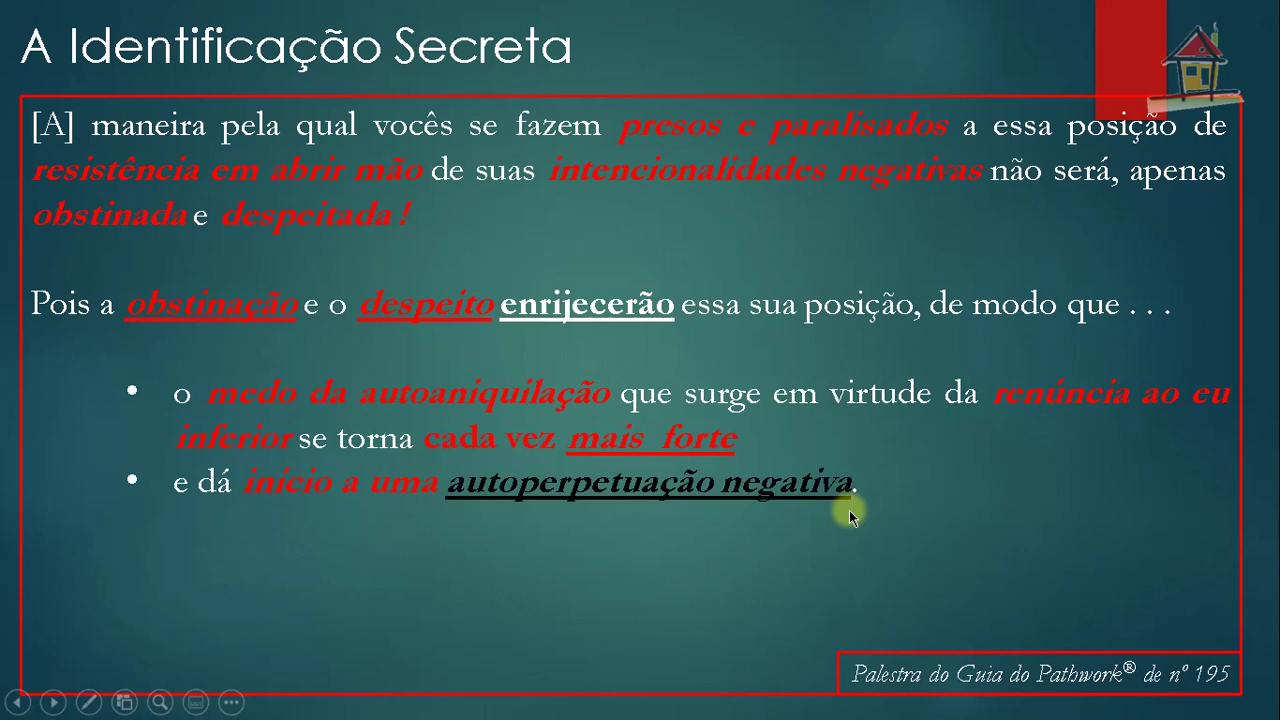 A Identificação Secreta
[A] maneira pela qual vocês se fazem presos e paralisados a essa posição de
resistência em abrir mão de suas intencionalidades negativas não será, apenas
obstinada e despeitada !
Pois a obstinação e o despeito enrijecerão essa sua posição, de modo que . . .
• o medo da autoaniquilação que surge em virtude da renúncia ao eu
inferior se torna cada vez mais forte
• e dá início a uma autoperpetuação negativa.
Palestra do Guia do Pathwork® de nº 195